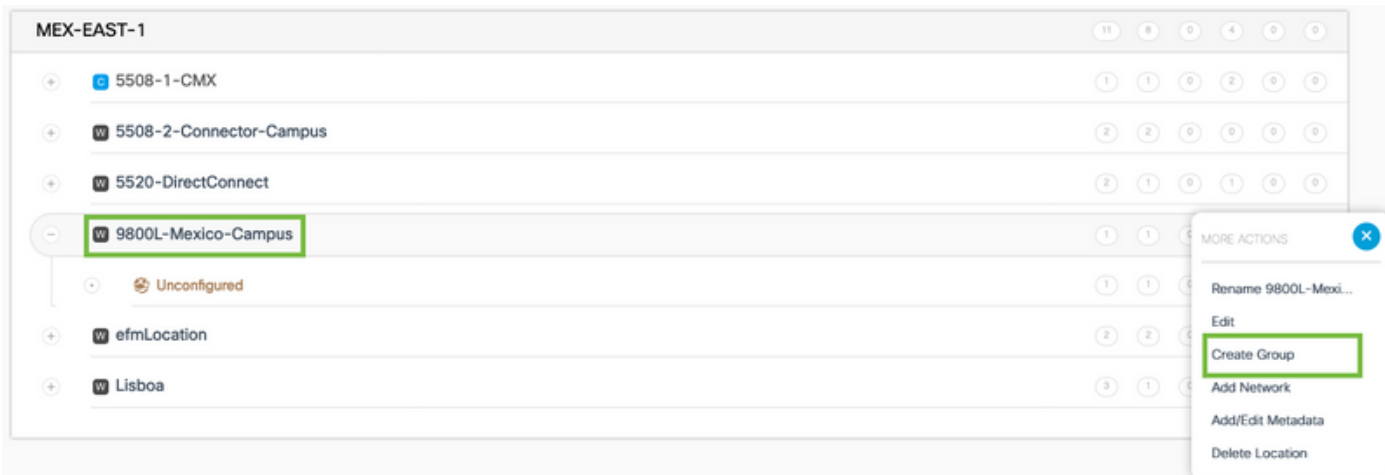 MEX-EAST-1 11 8 0 4 0 0
C 5508-1-CMX 1 1 0 2 0 0
W 5508-2-Connector-Campus 2 2 0 0 0 0
W 5520-DirectConnect 2 1 0 1 0 0
W 9800L-Mexico-Campus 1 1
Unconfigured 1 1
W efmLocation 2 2
W Lisboa 3 1
MORE ACTIONS
Rename 9800L-Mexi...
Edit
Create Group
Add Network
Add/Edit Metadata
Delete Location